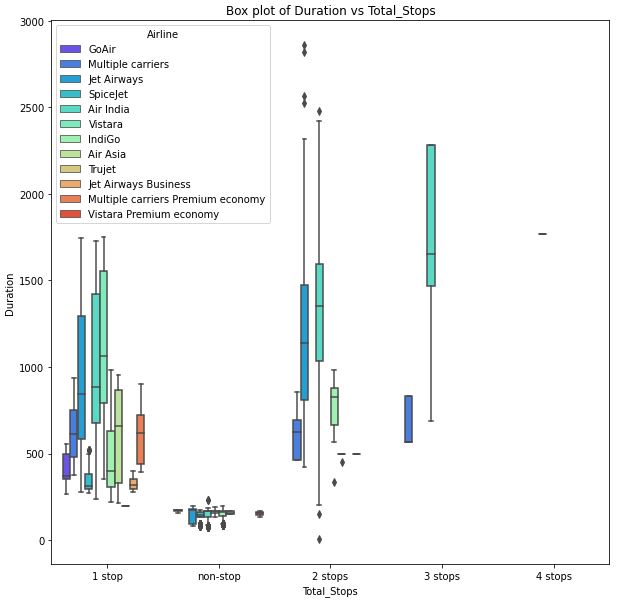 Box plot of Duration vs Total_Stops
3000
2500
2000
1500
1000
500
0
Duration
Airline
GoAir
Multiple carriers
Jet Airways
SpiceJet
Air India
Vistara
IndiGo
Air Asia
Trujet
Jet Airways Business
Multiple carriers Premium economy
Vistara Premium economy
1 stop non-stop 2 stops 3 stops 4 stops
Total_Stops